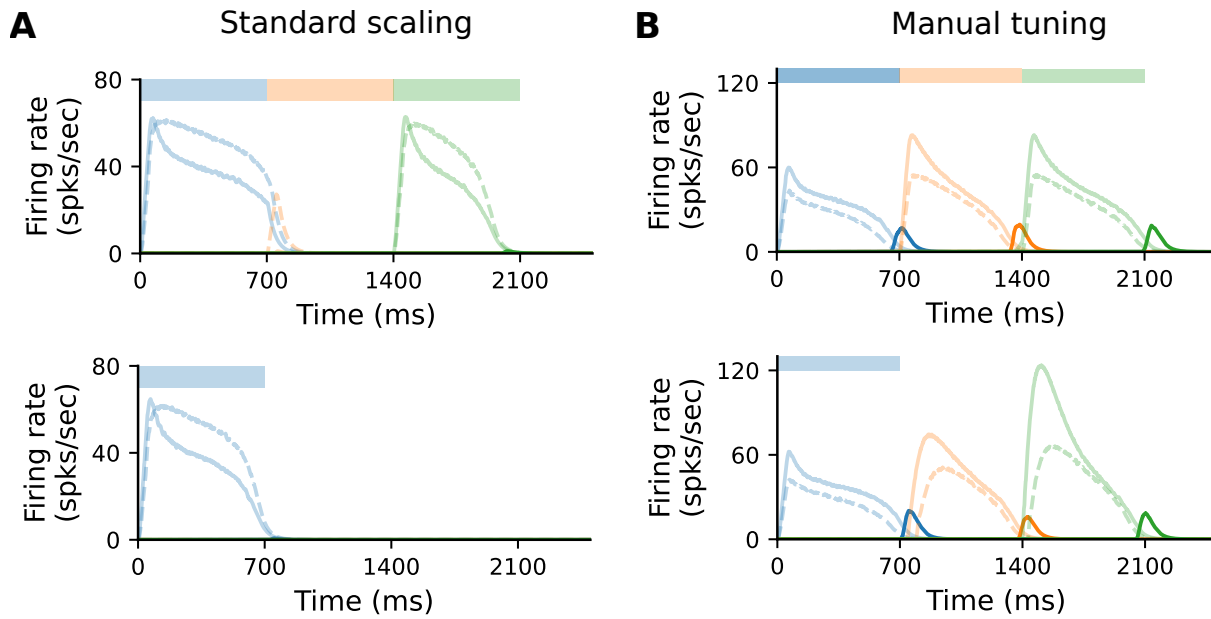 A
Standard scaling
B
Manual tuning
Firing rate
(spks/sec)
80
40
0
0 700 1400 2100
Time (ms)
Firing rate
(spks/sec)
120
60
0
0 700 1400 2100
Time (ms)
Firing rate
(spks/sec)
80
40
0
0 700 1400 2100
Time (ms)
Firing rate
(spks/sec)
120
60
0
0 700 1400 2100
Time (ms)